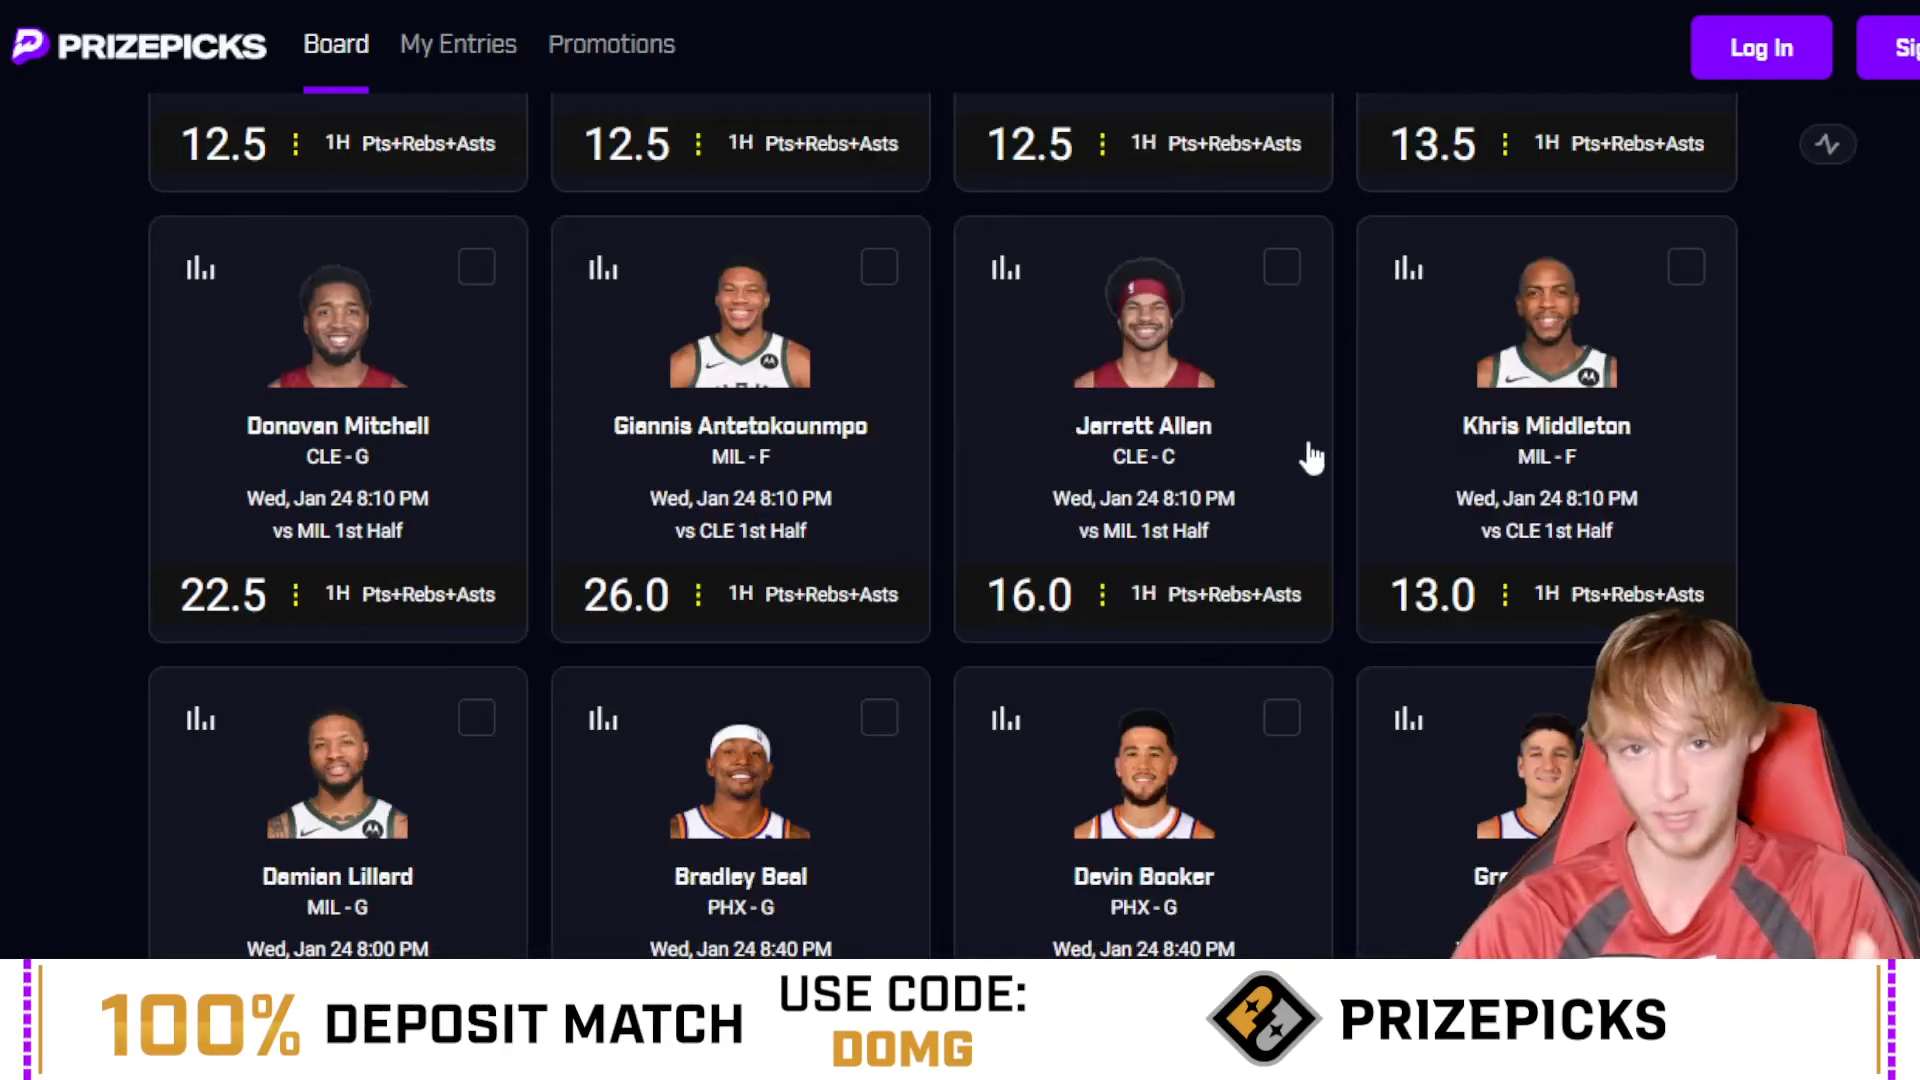 PRIZEPICKS Board My Entries Promotions Log In
12.5 1H Pts+Rebs+Asts 12.5 1H Pts+Rebs+Asts 12.5 1H Pts+Rebs+Asts 13.5 1H Pts+Rebs+Asts
Donovan Mitchell
CLE - G
Wed, Jan 24 8:10 PM
vs MIL 1st Half
22.5 1H Pts+Rebs+Asts
Giannis Antetokounmpo
MIL - F
Wed, Jan 24 8:10 PM
vs CLE 1st Half
26.0 1H Pts+Rebs+Asts
Jarrett Allen
CLE - C
Wed, Jan 24 8:10 PM
vs MIL 1st Half
16.0 1H Pts+Rebs+Asts
Khris Middleton
MIL - F
Wed, Jan 24 8:10 PM
vs CLE 1st Half
13.0 1H Pts+Rebs+Asts
Damian Lillard
MIL - G
Wed, Jan 24 8:00 PM
Bradley Beal
PHX - G
Wed, Jan 24 8:40 PM
Devin Booker
PHX - G
Wed, Jan 24 8:40 PM
100% DEPOSIT MATCH
USE CODE:
DOMG
PRIZEPICKS